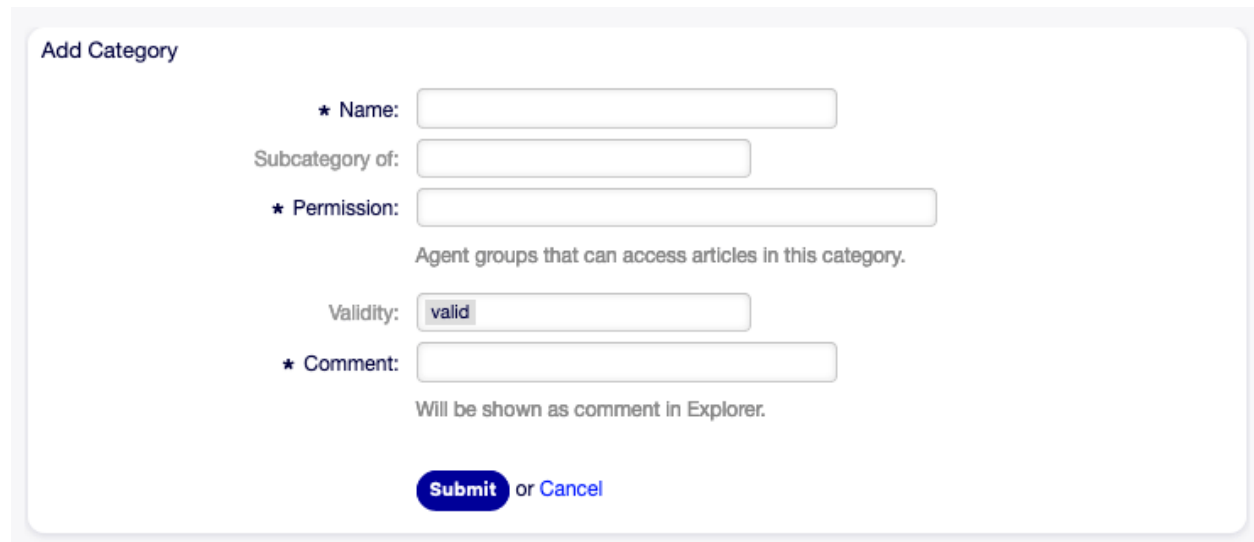 Add Category
★ Name:
Subcategory of:
★ Permission:
Agent groups that can access articles in this category.
Validity: valid
★ Comment:
Will be shown as comment in Explorer.
Submit or Cancel